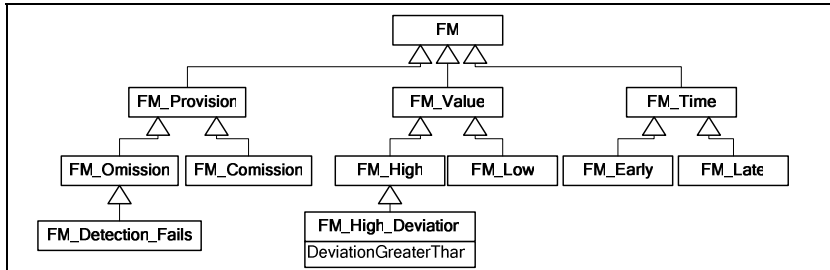 FM
FM_Provision
FM_Value
FM_Time
FM_Omission
FM_Comission
FM_High
FM_Low
FM_Early
FM_Late
FM_Detection_Fails
FM_High_Deviatior
DeviationGreaterThar